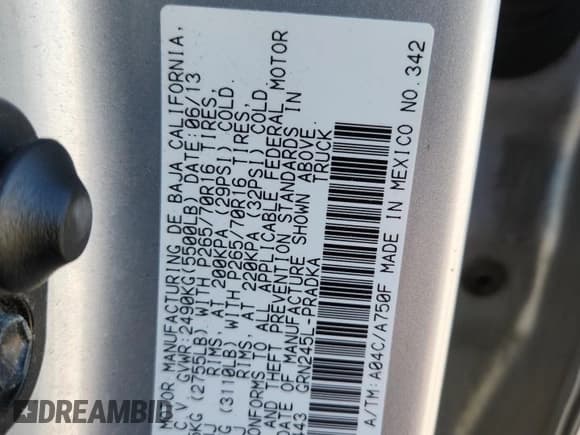 MOTOR MANUFACTURING DE BAJA CALIFORNIA,
C.V. GVWR:2490KG(5500LB) DATE:06/13
KG (2755LB) WITH P265/70R16 TIRES,
RIMS, AT 200KPA (29PSI) COLD.
(3110LB) WITH P265/70R16 TIRES,
RIMS, AT 220KPA (32PSI) COLD.
CONFORMS TO ALL APPLICABLE FEDERAL MOTOR
AND THEFT PREVENTION STANDARDS IN
DATE OF MANUFACTURE SHOWN ABOVE.
443 TRUCK
GRN245L-PRADKA
A/TM:A04C/A750F MADE IN MEXICO NO.342
DREAMBID